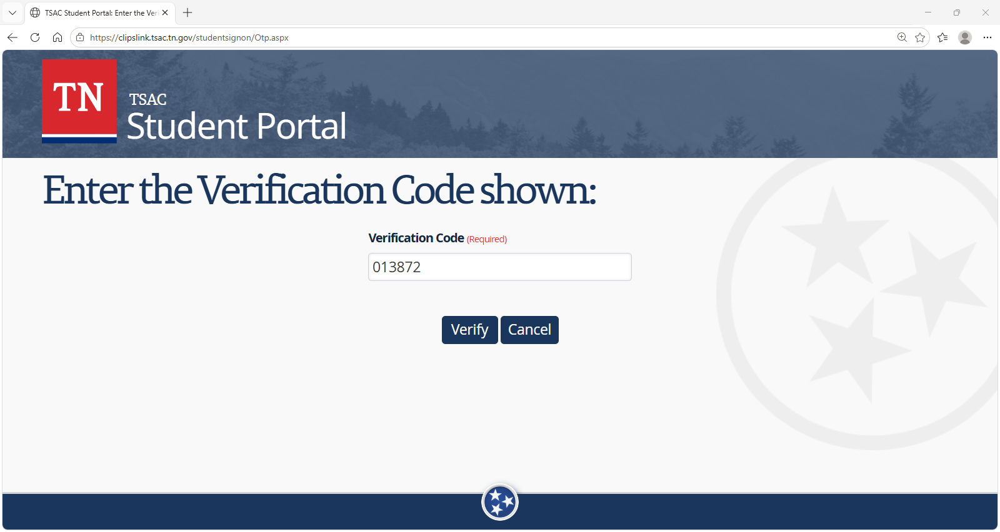 TSAC Student Portal: Enter the Veri
https://clipslink.tsac.tn.gov/studentsignon/Otp.aspx
TN
TSAC
Student Portal
Enter the Verification Code shown:
Verification Code (Required)
013872
Verify Cancel